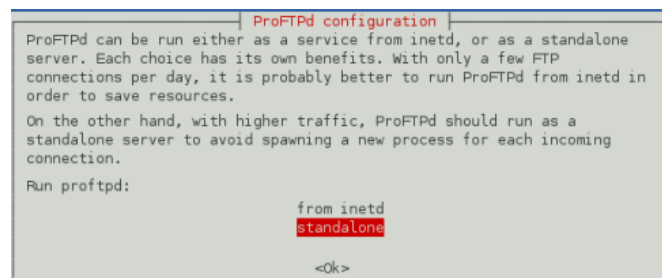 ProFTPd configuration
ProFTPd can be run either as a service from inetd, or as a standalone
server. Each choice has its own benefits. With only a few FTP
connections per day, it is probably better to run ProFTPd from inetd in
order to save resources.
On the other hand, with higher traffic, ProFTPd should run as a
standalone server to avoid spawning a new process for each incoming
connection.
Run proftpd:
from inetd
standalone
<Ok>